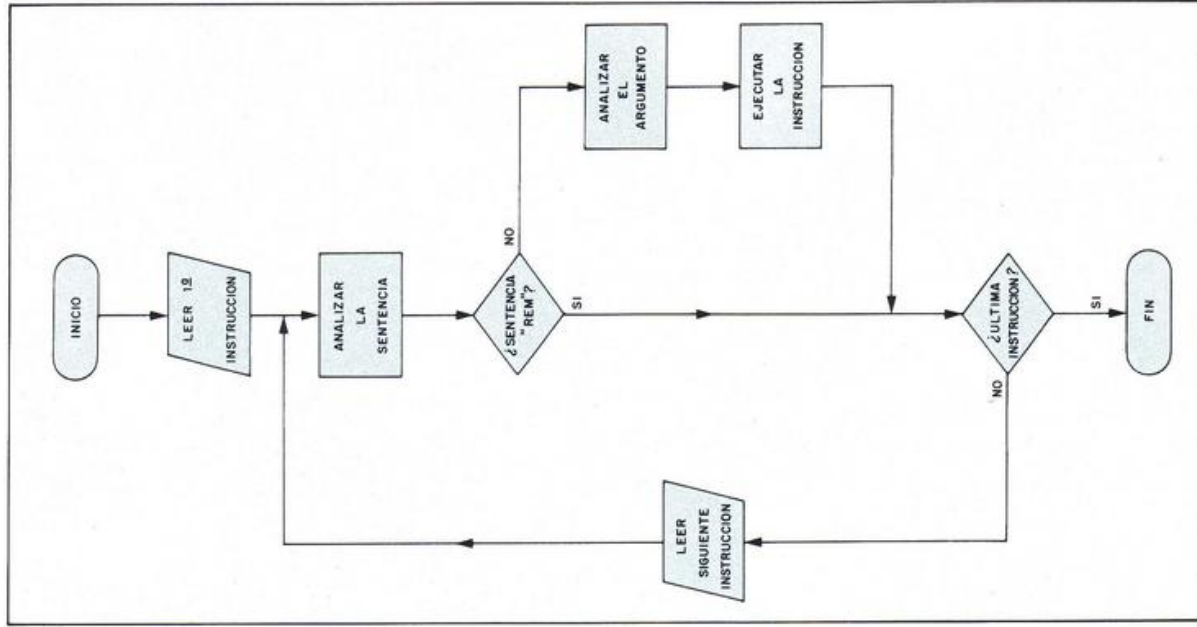 INICIO
LEER 1º
INSTRUCCION
ANALIZAR
LA
SENTENCIA
¿SENTENCIA
"REM"?
NO
SI
ANALIZAR
EL
ARGUMENTO
EJECUTAR
LA
INSTRUCCION
¿ULTIMA
INSTRUCCION?
NO
SI
LEER
SIGUIENTE
INSTRUCCION
FIN